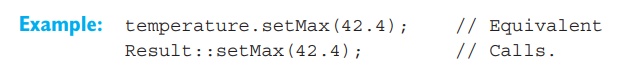 Example: temperature.setMax(42.4); // Equivalent
Result::setMax(42.4); // Calls.